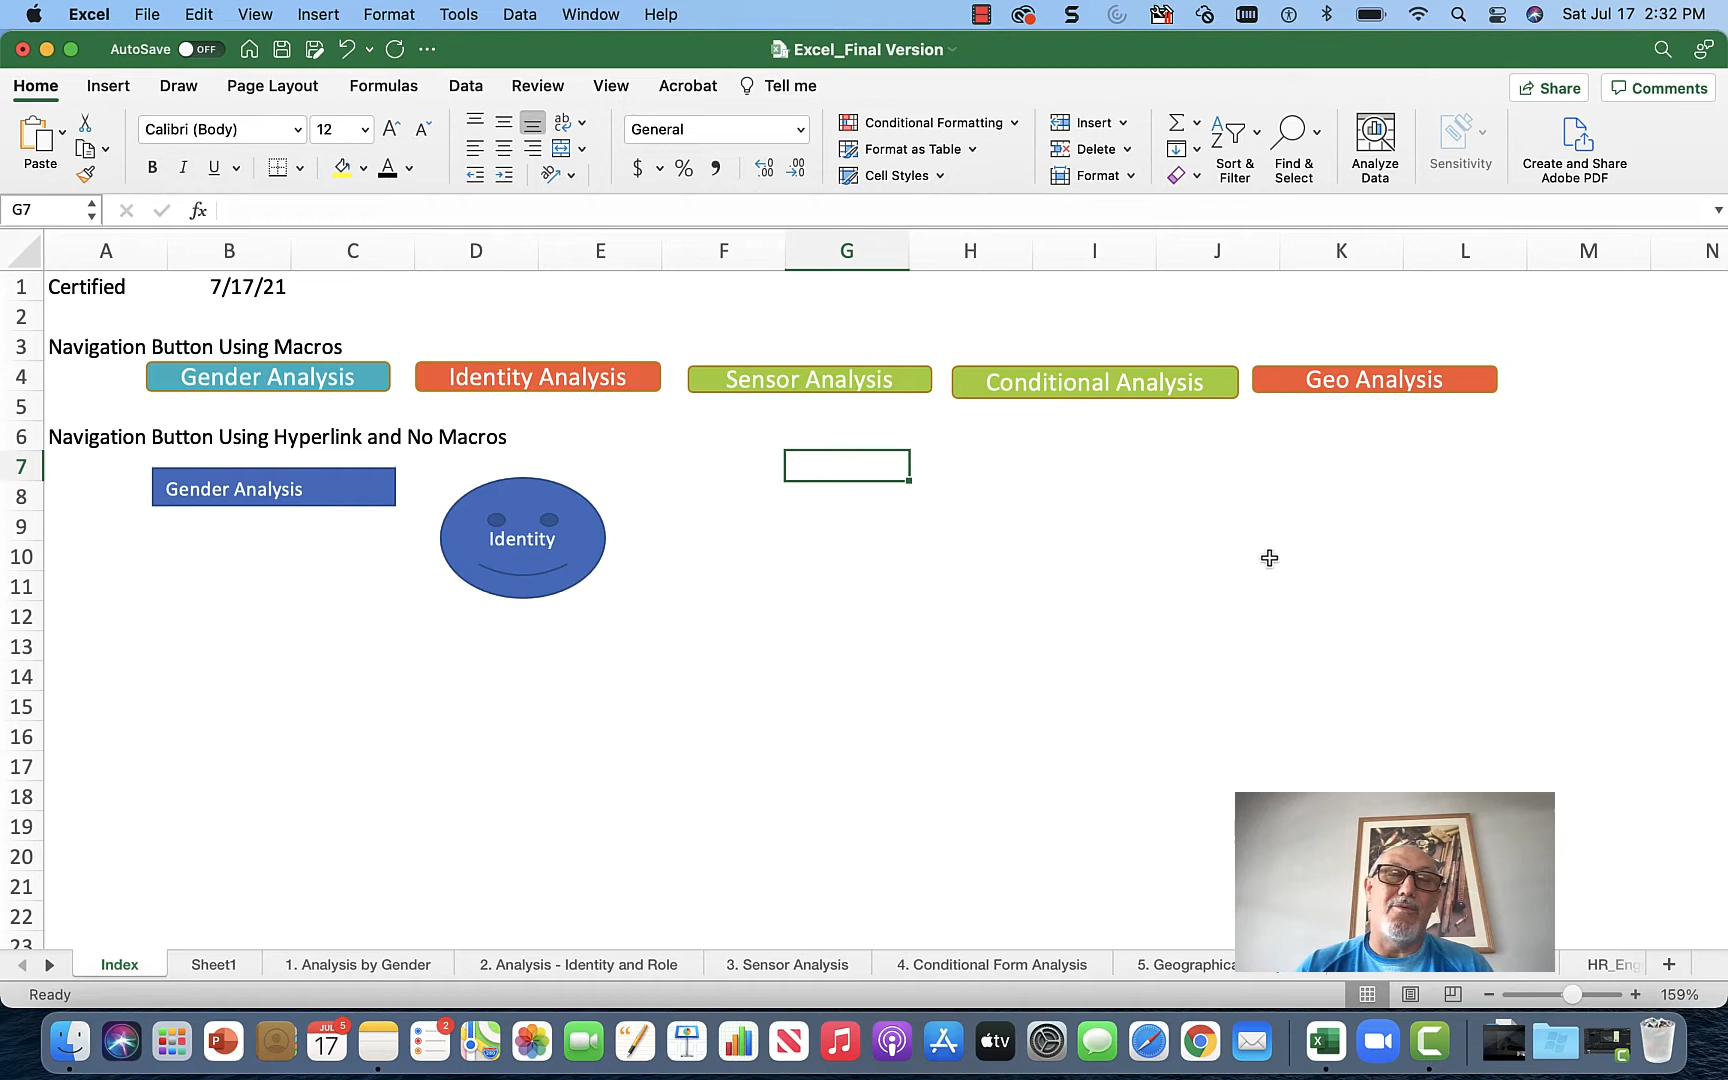 Excel File Edit View Insert Format Tools Data Window Help Sat Jul 17 2:32 PM
AutoSave OFF Excel_Final Version
Home Insert Draw Page Layout Formulas Data Review View Acrobat Tell me Share Comments
Paste Calibri (Body) 12 General Conditional Formatting Insert
Format as Table Delete
Cell Styles Format
B I U A $ % Sort & Filter Find & Select Analyze Data Sensitivity Create and Share Adobe PDF
G7 fx
A B C D E F G H I J K L M N
1 Certified 7/17/21
2
3 Navigation Button Using Macros
4 Gender Analysis Identity Analysis Sensor Analysis Conditional Analysis Geo Analysis
5
6 Navigation Button Using Hyperlink and No Macros
7
8 Gender Analysis
9
Identity
10
11
12
13
14
15
16
17
18
19
20
21
22
23
Index Sheet1 1. Analysis by Gender 2. Analysis - Identity and Role 3. Sensor Analysis 4. Conditional Form Analysis 5. Geographica HR_Eng
Ready 159%
JUL 17 5 2 tv